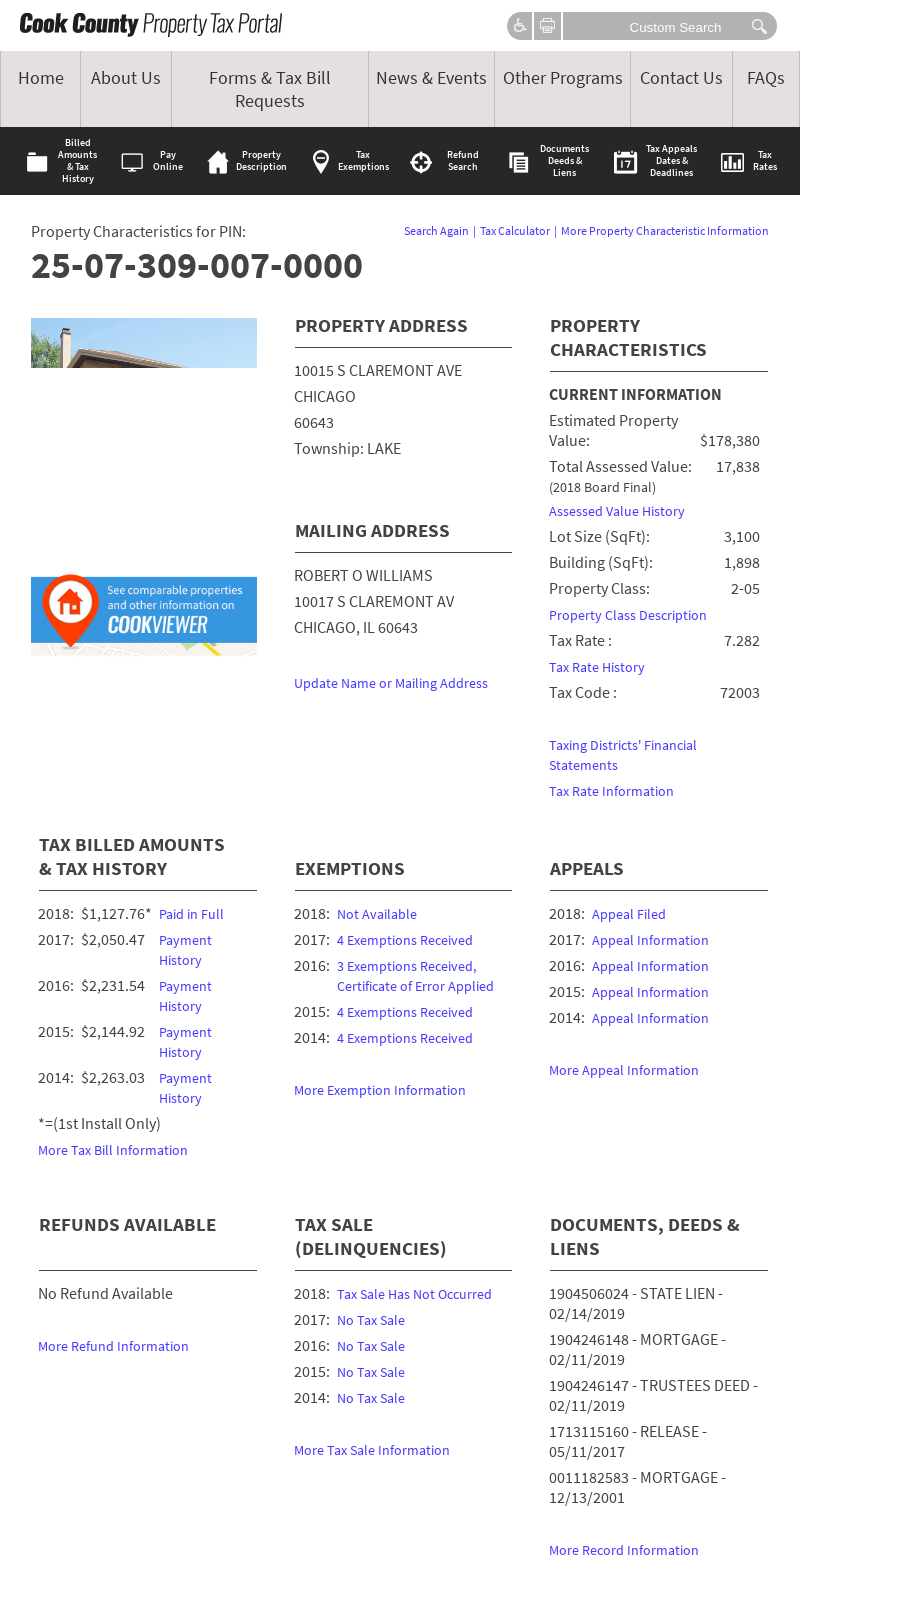 Cook County Property Tax Portal
Custom Search
Home
About Us
Forms & Tax Bill
Requests
News & Events
Other Programs
Contact Us
FAQs
Billed
Amounts
& Tax
History
Pay
Online
Property
Description
Tax
Exemptions
Refund
Search
Documents
Deeds &
Liens
Tax Appeals
Dates &
Deadlines
Tax
Rates
Property Characteristics for PIN:
Search Again | Tax Calculator | More Property Characteristic Information
25-07-309-007-0000
PROPERTY ADDRESS
10015 S CLAREMONT AVE
CHICAGO
60643
Township: LAKE
MAILING ADDRESS
ROBERT O WILLIAMS
10017 S CLAREMONT AV
CHICAGO, IL 60643
Update Name or Mailing Address
See comparable properties
and other information on
COOKVIEWER
PROPERTY
CHARACTERISTICS
CURRENT INFORMATION
Estimated Property
Value: $178,380
Total Assessed Value: 17,838
(2018 Board Final)
Assessed Value History
Lot Size (SqFt): 3,100
Building (SqFt): 1,898
Property Class: 2-05
Property Class Description
Tax Rate : 7.282
Tax Rate History
Tax Code : 72003
Taxing Districts' Financial
Statements
Tax Rate Information
TAX BILLED AMOUNTS
& TAX HISTORY
2018: $1,127.76* Paid in Full
2017: $2,050.47 Payment
History
2016: $2,231.54 Payment
History
2015: $2,144.92 Payment
History
2014: $2,263.03 Payment
History
*=(1st Install Only)
More Tax Bill Information
EXEMPTIONS
2018: Not Available
2017: 4 Exemptions Received
2016: 3 Exemptions Received,
Certificate of Error Applied
2015: 4 Exemptions Received
2014: 4 Exemptions Received
More Exemption Information
APPEALS
2018: Appeal Filed
2017: Appeal Information
2016: Appeal Information
2015: Appeal Information
2014: Appeal Information
More Appeal Information
REFUNDS AVAILABLE
No Refund Available
More Refund Information
TAX SALE
(DELINQUENCIES)
2018: Tax Sale Has Not Occurred
2017: No Tax Sale
2016: No Tax Sale
2015: No Tax Sale
2014: No Tax Sale
More Tax Sale Information
DOCUMENTS, DEEDS &
LIENS
1904506024 - STATE LIEN -
02/14/2019
1904246148 - MORTGAGE -
02/11/2019
1904246147 - TRUSTEES DEED -
02/11/2019
1713115160 - RELEASE -
05/11/2017
0011182583 - MORTGAGE -
12/13/2001
More Record Information